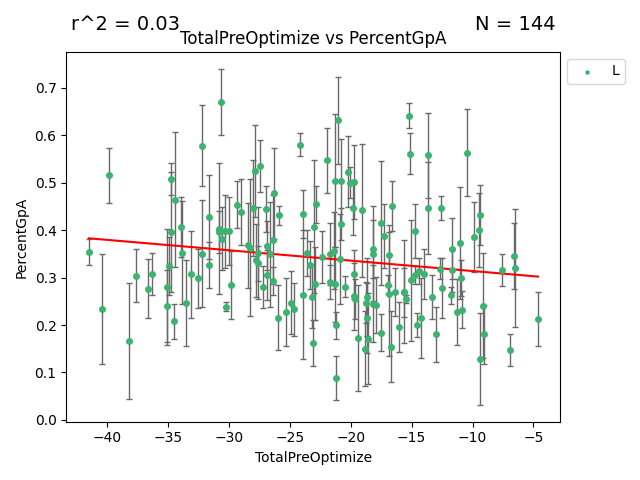 r^2 = 0.03
N = 144
TotalPreOptimize vs PercentGpA
L
0.7
0.6
0.5
0.4
0.3
0.2
0.1
0.0
PercentGpA
−40
−35
−30
−25
−20
−15
−10
−5
TotalPreOptimize